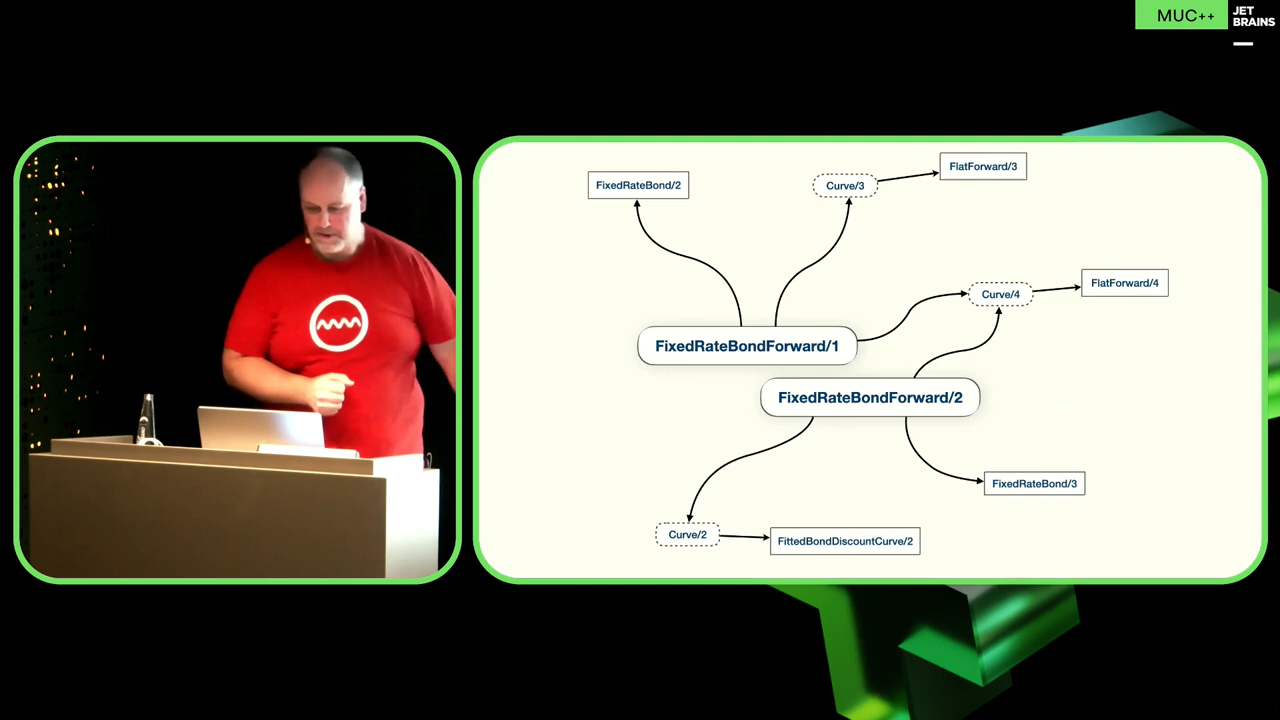 MUC++
JET
BRAINS
FixedRateBond/2
Curve/3
FlatForward/3
Curve/4
FlatForward/4
FixedRateBondForward/1
FixedRateBondForward/2
FixedRateBond/3
Curve/2
FittedBondDiscountCurve/2